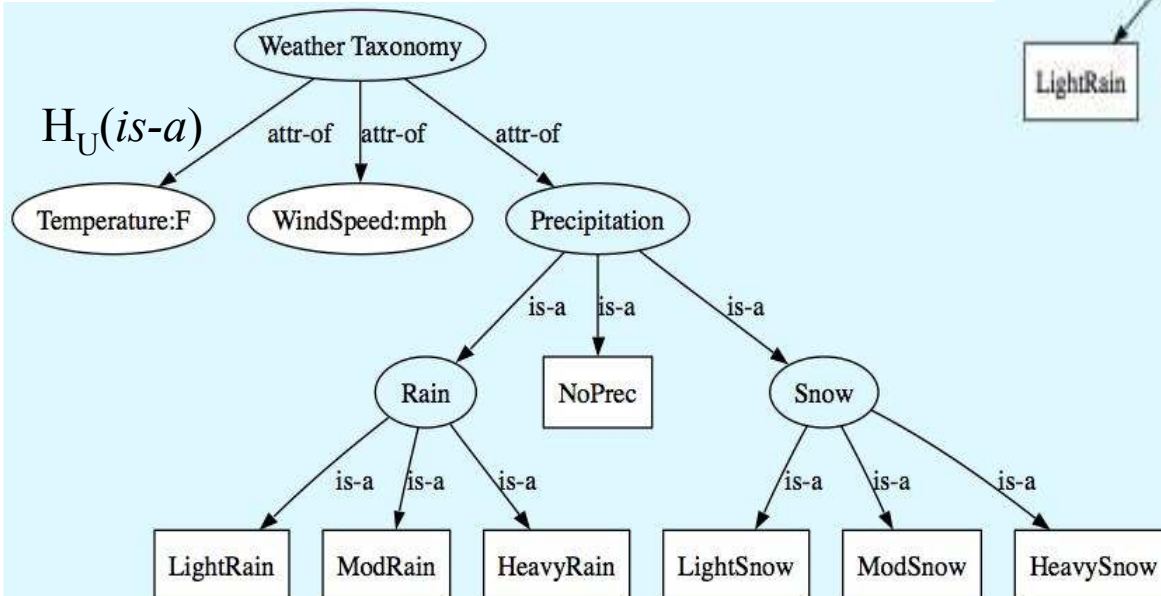 Weather Taxonomy
LightRain
H_U(is-a)
attr-of attr-of attr-of
Temperature:F WindSpeed:mph Precipitation
is-a is-a is-a
Rain NoPrec Snow
is-a is-a is-a is-a is-a is-a
LightRain ModRain HeavyRain LightSnow ModSnow HeavySnow